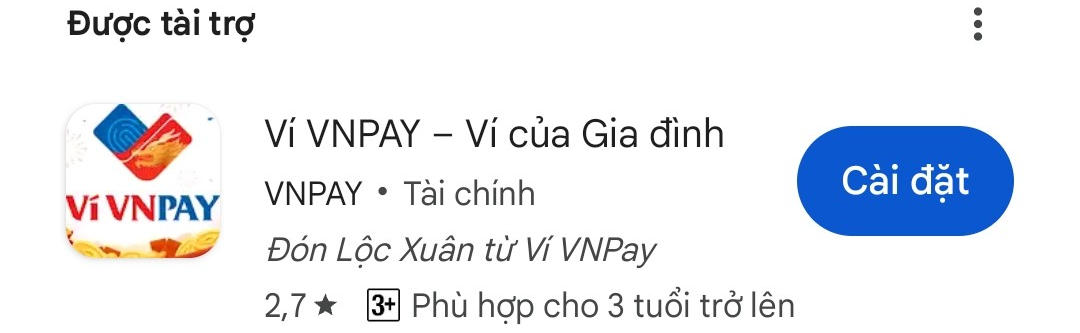 Được tài trợ
Ví VNPAY
Ví VNPAY – Ví của Gia đình
VNPAY • Tài chính
Đón Lộc Xuân từ Ví VNPay
2,7★ 3+ Phù hợp cho 3 tuổi trở lên
Cài đặt